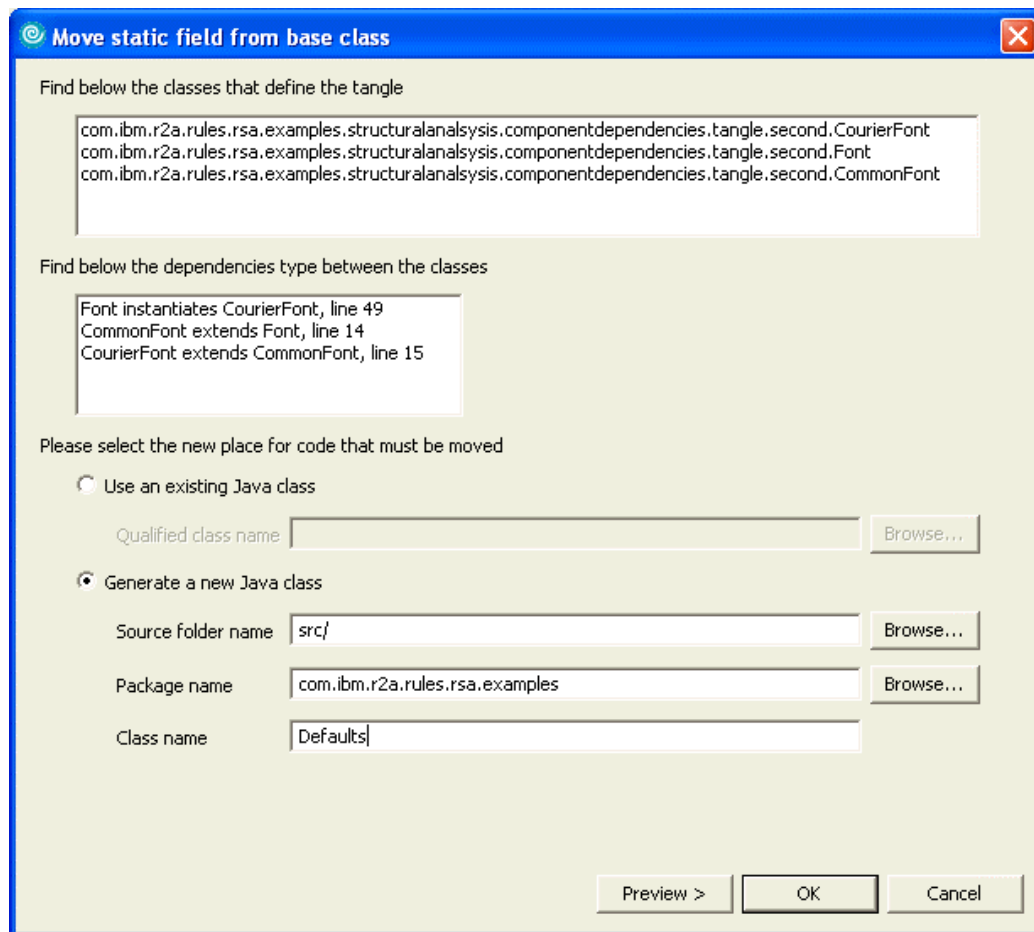 Move static field from base class
Find below the classes that define the tangle
com.ibm.r2a.rules.rsa.examples.structuralanalsysis.componentdependencies.tangle.second.CourierFont
com.ibm.r2a.rules.rsa.examples.structuralanalsysis.componentdependencies.tangle.second.Font
com.ibm.r2a.rules.rsa.examples.structuralanalsysis.componentdependencies.tangle.second.CommonFont
Find below the dependencies type between the classes
Font instantiates CourierFont, line 49
CommonFont extends Font, line 14
CourierFont extends CommonFont, line 15
Please select the new place for code that must be moved
Use an existing Java class
Qualified class name Browse...
Generate a new Java class
Source folder name src/ Browse...
Package name com.ibm.r2a.rules.rsa.examples Browse...
Class name Defaults
Preview > OK Cancel